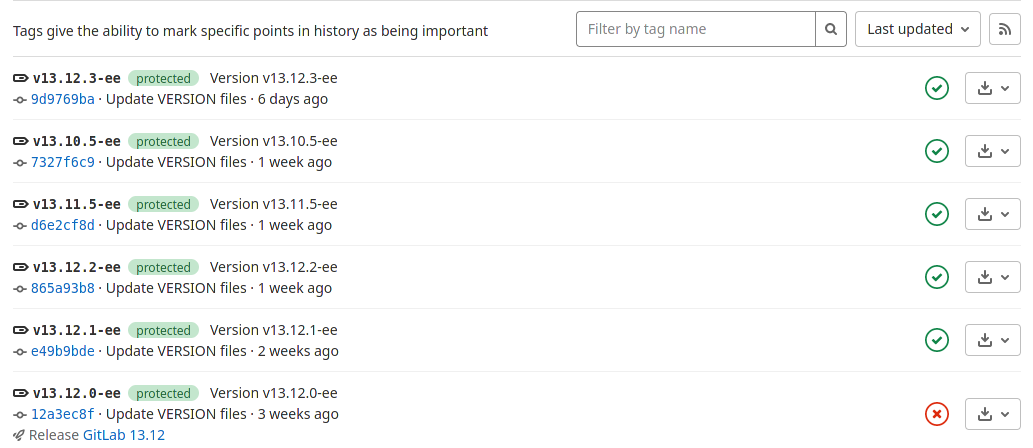 Tags give the ability to mark specific points in history as being important
Filter by tag name
Last updated
v13.12.3-ee protected Version v13.12.3-ee
9d9769ba · Update VERSION files · 6 days ago
v13.10.5-ee protected Version v13.10.5-ee
7327f6c9 · Update VERSION files · 1 week ago
v13.11.5-ee protected Version v13.11.5-ee
d6e2cf8d · Update VERSION files · 1 week ago
v13.12.2-ee protected Version v13.12.2-ee
865a93b8 · Update VERSION files · 1 week ago
v13.12.1-ee protected Version v13.12.1-ee
e49b9bde · Update VERSION files · 2 weeks ago
v13.12.0-ee protected Version v13.12.0-ee
12a3ec8f · Update VERSION files · 3 weeks ago
Release GitLab 13.12